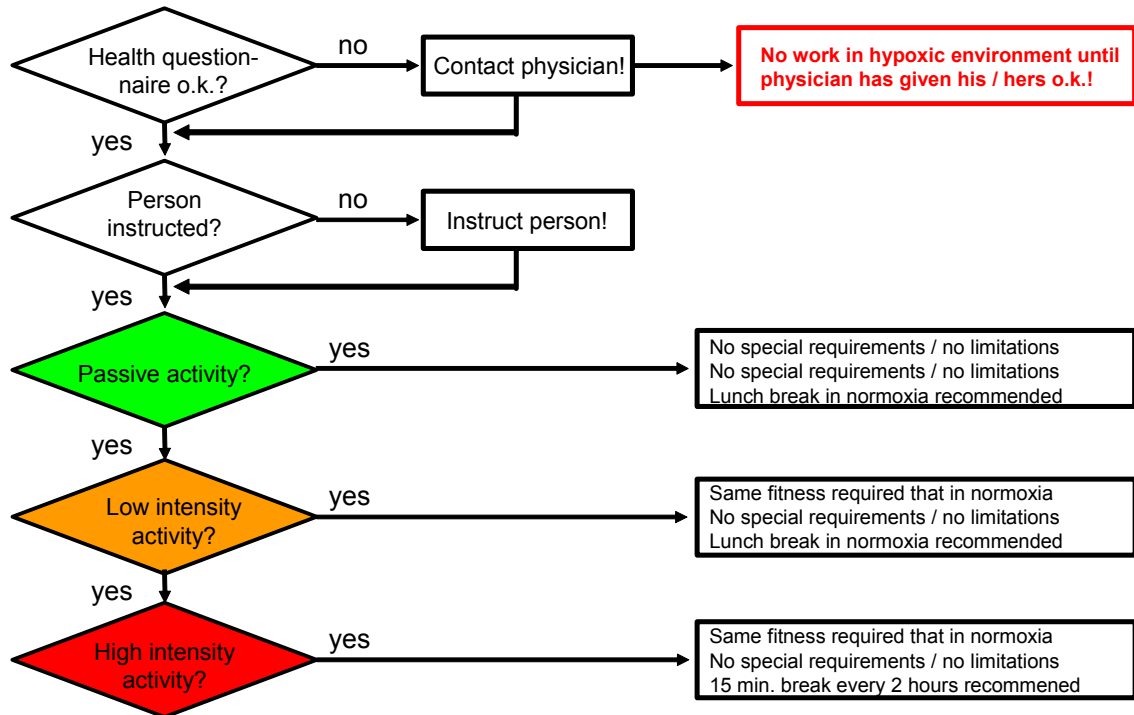 Health question-
naire o.k.?
no
Contact physician!
No work in hypoxic environment until
physician has given his / hers o.k.!
yes
Person
instructed?
no
Instruct person!
yes
Passive activity?
yes
No special requirements / no limitations
No special requirements / no limitations
Lunch break in normoxia recommended
yes
Low intensity
activity?
yes
Same fitness required that in normoxia
No special requirements / no limitations
Lunch break in normoxia recommended
yes
High intensity
activity?
yes
Same fitness required that in normoxia
No special requirements / no limitations
15 min. break every 2 hours recommened